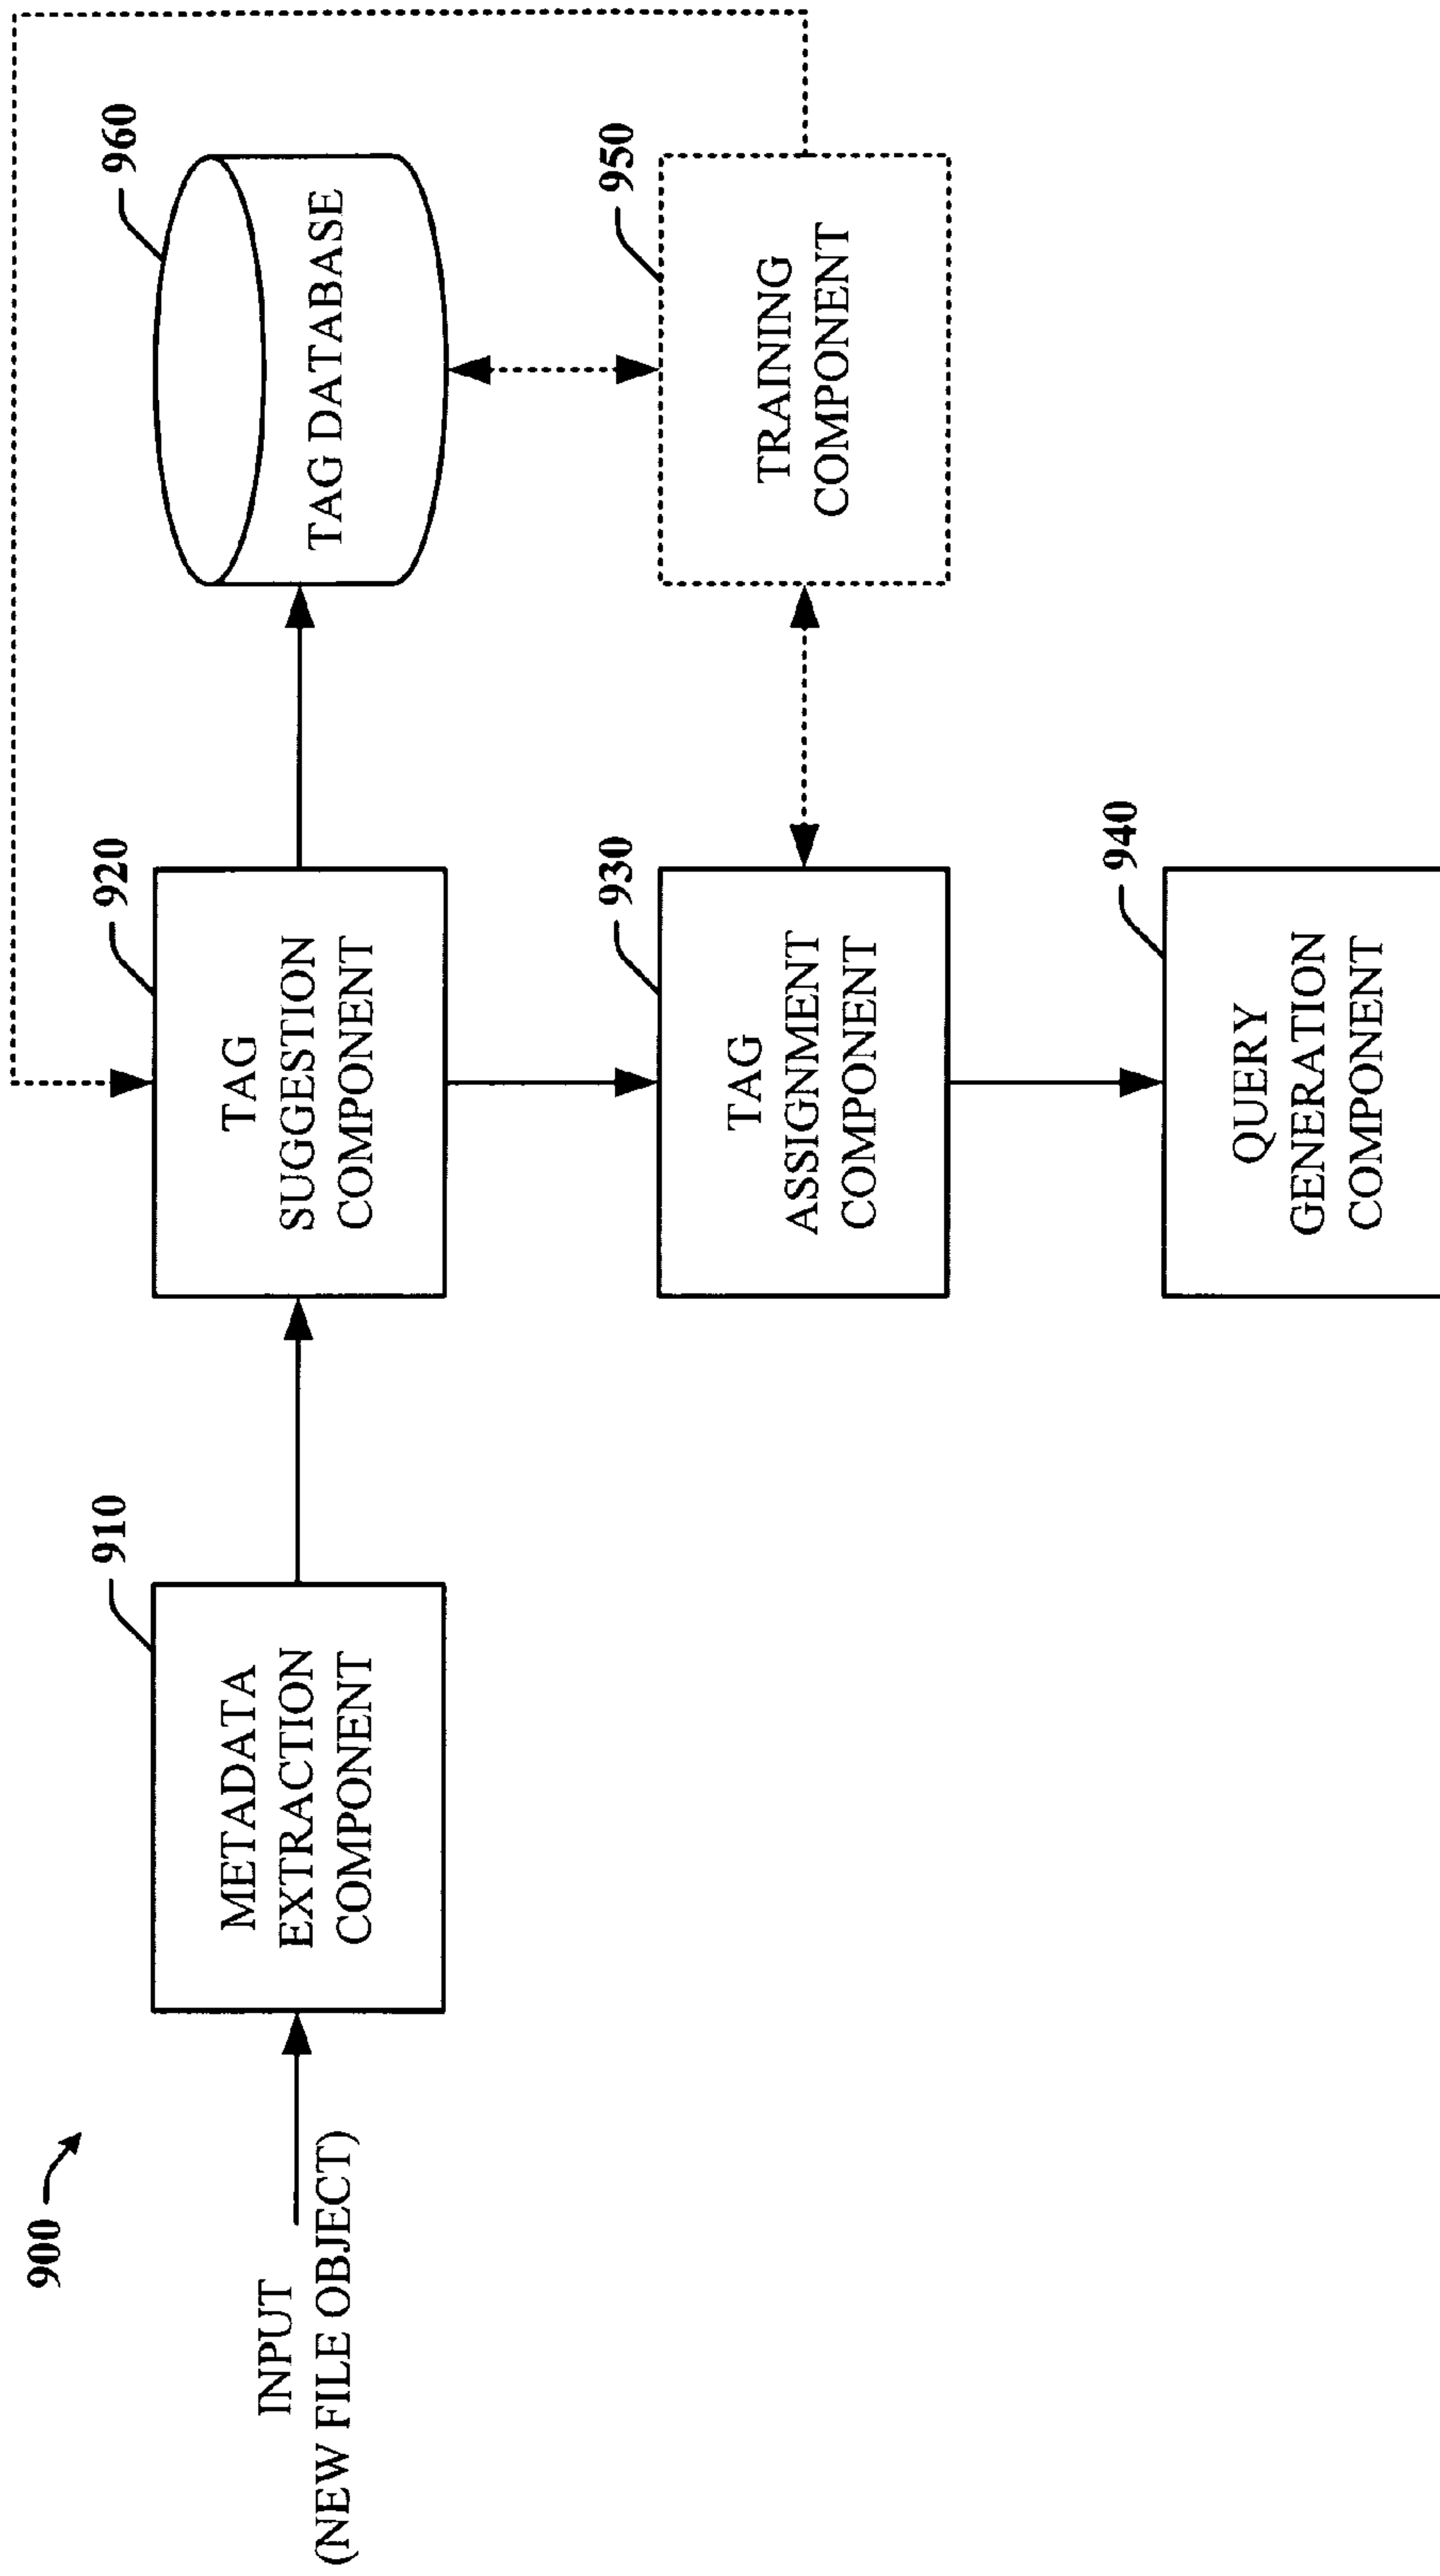 900
INPUT
(NEW FILE OBJECT)
910
METADATA
EXTRACTION
COMPONENT
920
TAG
SUGGESTION
COMPONENT
960
TAG DATABASE
930
TAG
ASSIGNMENT
COMPONENT
950
TRAINING
COMPONENT
940
QUERY
GENERATION
COMPONENT